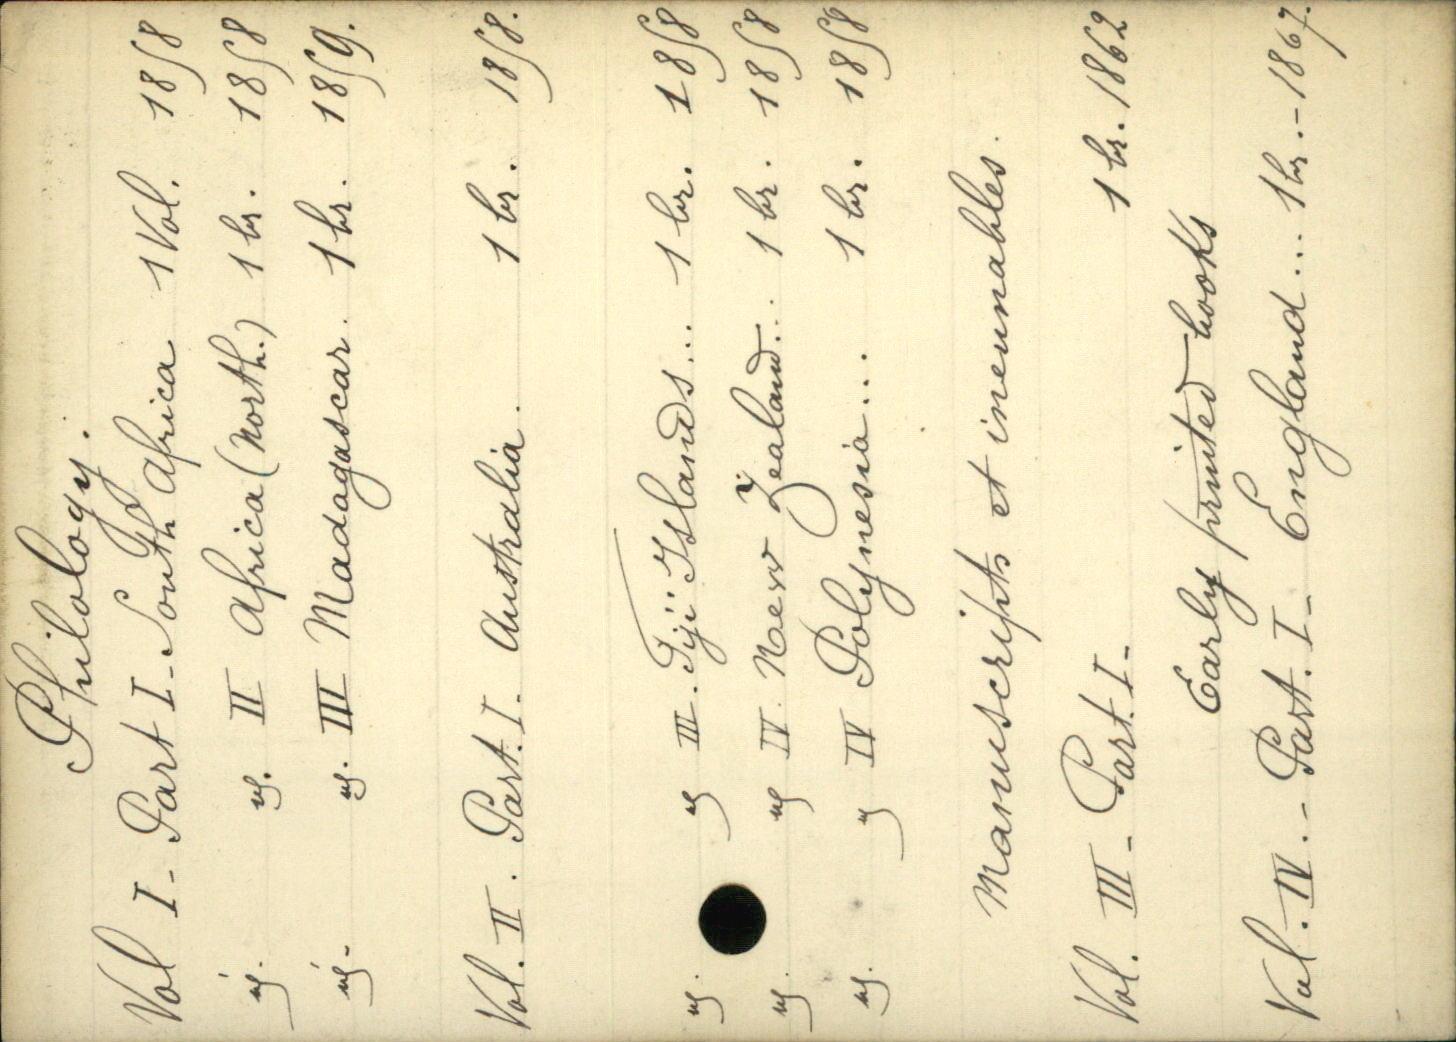 Philology.
Vol I - Part I - South Africa 1 Vol. 1858
id. id. II Africa (North.) 1 br. 1858
id. - id. III Madagascar. 1 br. 1859.
Vol. II. Part. I. Australia. 1 br. 1858.
id. id III. Fiji Islands... 1 br. 1858
id. id IV. New Zealand... 1 br. 1858
id. id IV Polynesia... 1 br. 1858
Manuscripts et incunables.
Vol. III - Part. I - 1 br. 1862
Early printed books
Vol. IV. - Part. I - England... 1 br. - 1867.